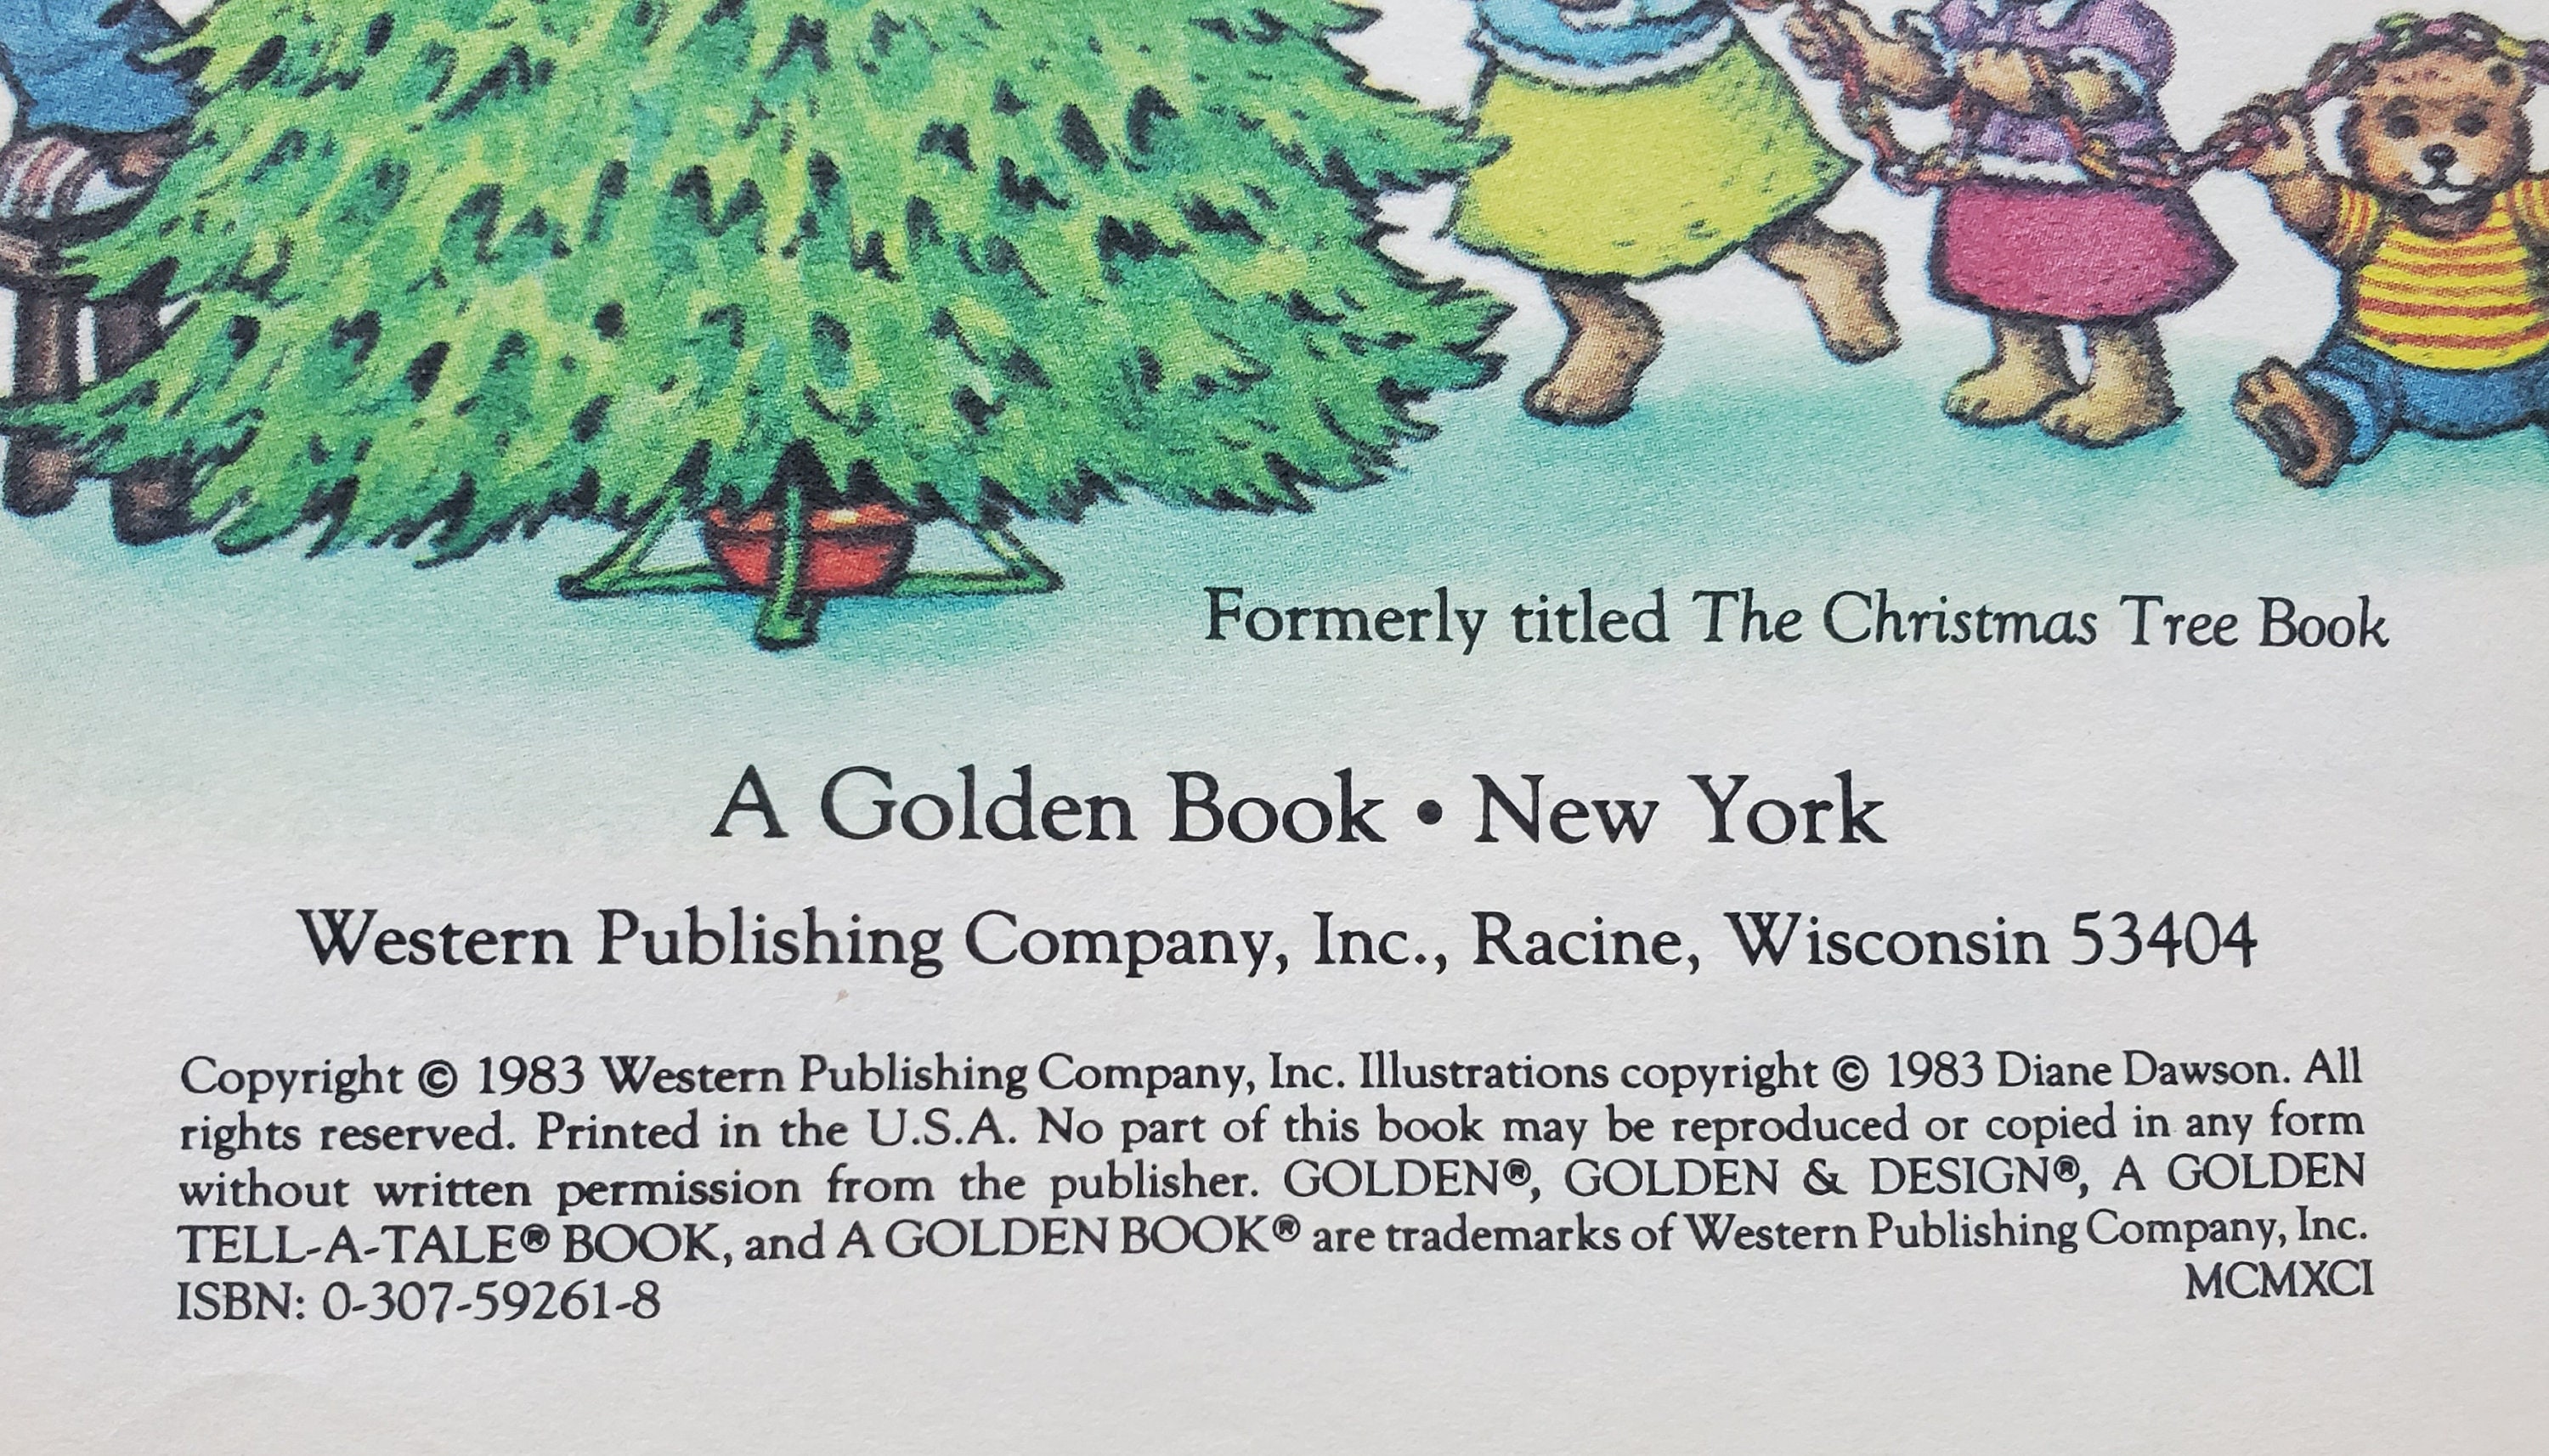 Formerly titled The Christmas Tree Book
A Golden Book • New York
Western Publishing Company, Inc., Racine, Wisconsin 53404
Copyright © 1983 Western Publishing Company, Inc. Illustrations copyright © 1983 Diane Dawson. All
rights reserved. Printed in the U.S.A. No part of this book may be reproduced or copied in any form
without written permission from the publisher. GOLDEN®, GOLDEN & DESIGN®, A GOLDEN
TELL-A-TALE® BOOK, and A GOLDEN BOOK® are trademarks of Western Publishing Company, Inc.
ISBN: 0-307-59261-8 MCMXCI